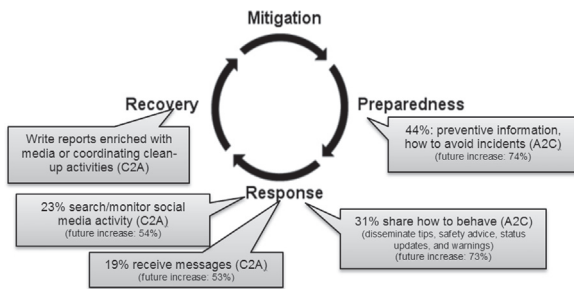 Mitigation
Recovery
Preparedness
Write reports enriched with
media or coordinating clean-
up activities (C2A)
44%: preventive information,
how to avoid incidents (A2C)
(future increase: 74%)
Response
23% search/monitor social
media activity (C2A)
(future increase: 54%)
31% share how to behave (A2C)
(disseminate tips, safety advice, status
updates, and warnings)
(future increase: 73%)
19% receive messages (C2A)
(future increase: 53%)